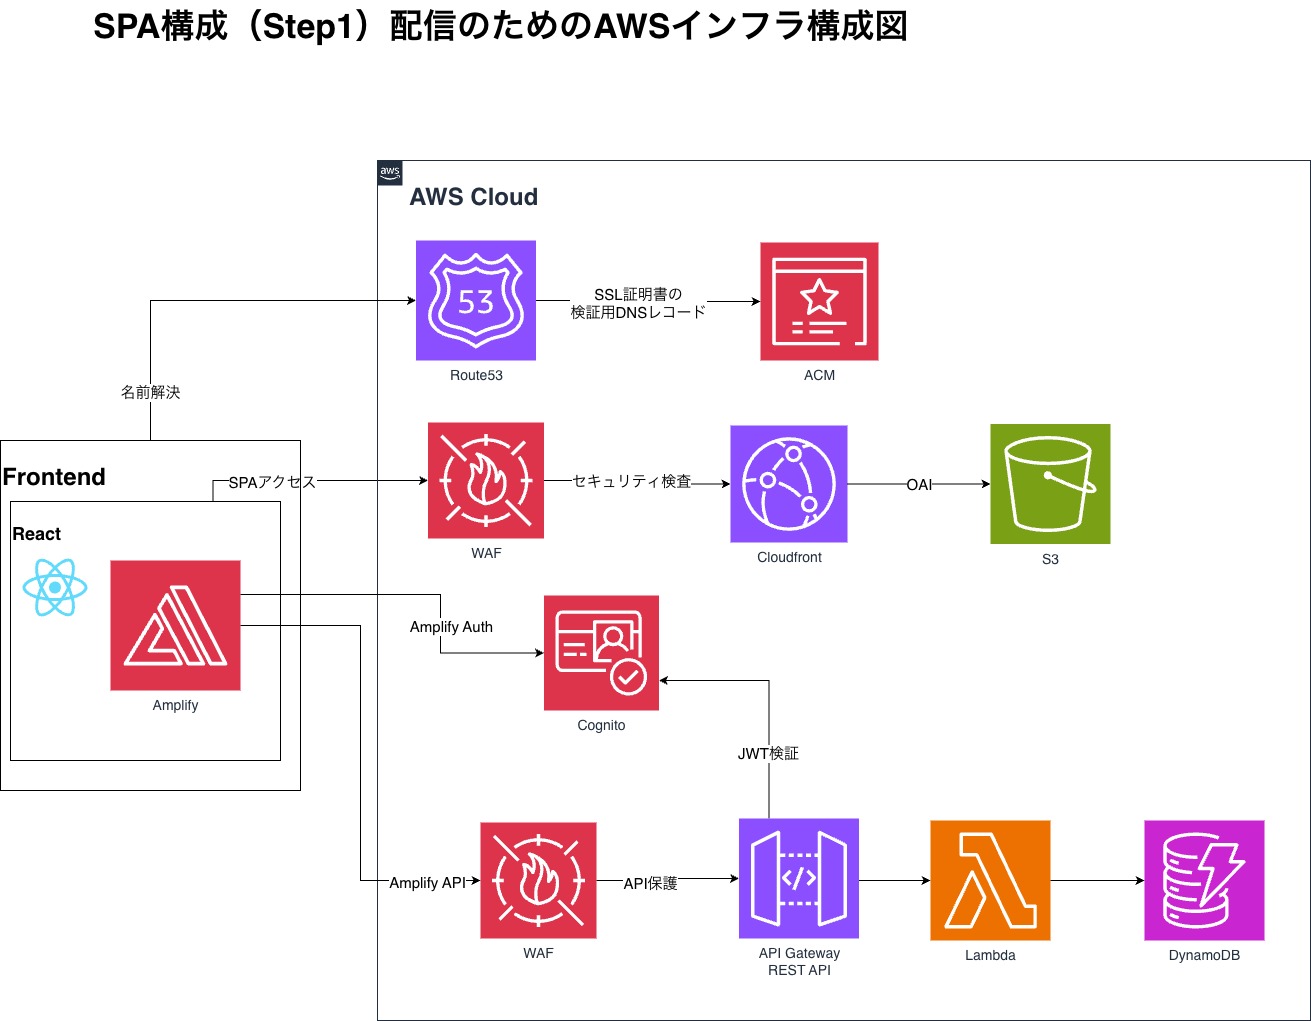 SPA構成（Step1）配信のためのAWSインフラ構成図
aws
AWS Cloud
53
SSL証明書の
検証用DNSレコード
Route53
ACM
名前解決
Frontend
SPAアクセス
セキュリティ検査
OAI
WAF
Cloudfront
S3
React
Amplify Auth
Amplify
Cognito
JWT検証
Amplify API
API保護
</>
WAF
API Gateway
REST API
Lambda
DynamoDB